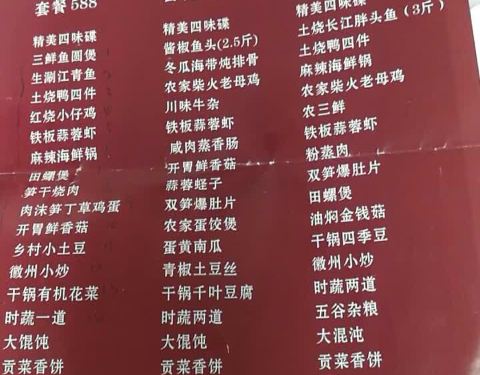 套餐 588
精美四味碟
三鲜鱼圆煲
生涮江青鱼
土烧鸭四件
红烧小仔鸡
铁板蒜蓉虾
麻辣海鲜锅
田螺煲
笋干烧肉
肉沫笋丁草鸡蛋
开胃鲜香菇
乡村小土豆
徽州小炒
干锅有机花菜
时蔬一道
大馄饨
贡菜香饼
精美四味碟
酱椒鱼头(2.5斤)
冬瓜海带炖排骨
农家柴火老母鸡
川味牛杂
铁板蒜蓉虾
咸肉蒸香肠
开胃鲜香菇
蒜蓉蛏子
双笋爆肚片
农家蛋饺煲
蛋黄南瓜
青椒土豆丝
干锅千叶豆腐
时蔬两道
大馄饨
贡菜香饼
精美四味碟
土烧长江胖头鱼(3斤)
土烧鸭四件
麻辣海鲜锅
农家柴火老母鸡
农三鲜
铁板蒜蓉虾
粉蒸肉
双笋爆肚片
田螺煲
油焖金钱菇
干锅四季豆
徽州小炒
时蔬两道
五谷杂粮
大混沌
贡菜香饼